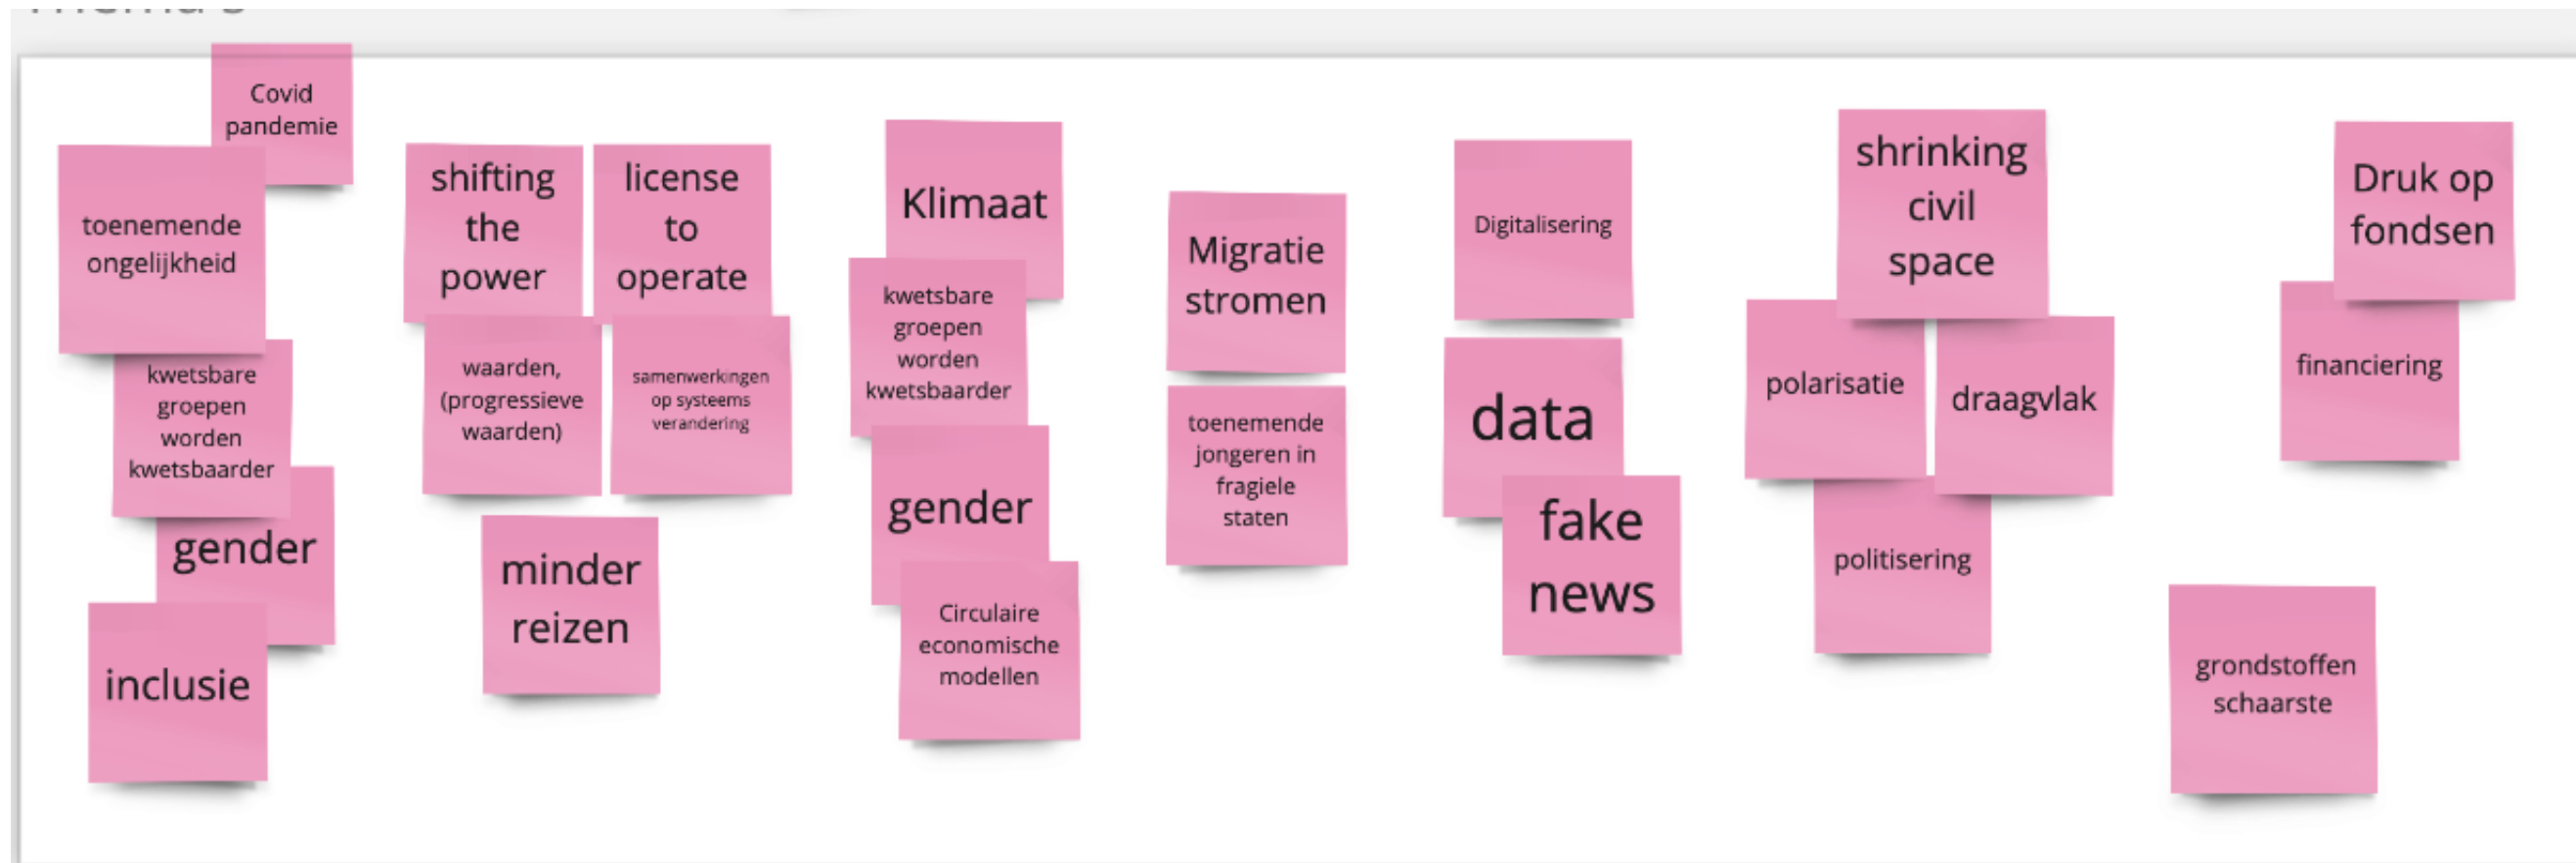 Thema's
Covid
pandemie
toenemende
ongelijkheid
kwetsbare
groepen
worden
kwetsbaarder
gender
inclusie
shifting
the
power
license
to
operate
waarden,
(progressieve
waarden)
samenwerkingen
op systeems
verandering
minder
reizen
Klimaat
kwetsbare
groepen
worden
kwetsbaarder
gender
Circulaire
economische
modellen
Migratie
stromen
toenemende
jongeren in
fragiele
staten
Digitalisering
data
fake
news
shrinking
civil
space
polarisatie
draagvlak
politisering
Druk op
fondsen
financiering
grondstoffen
schaarste